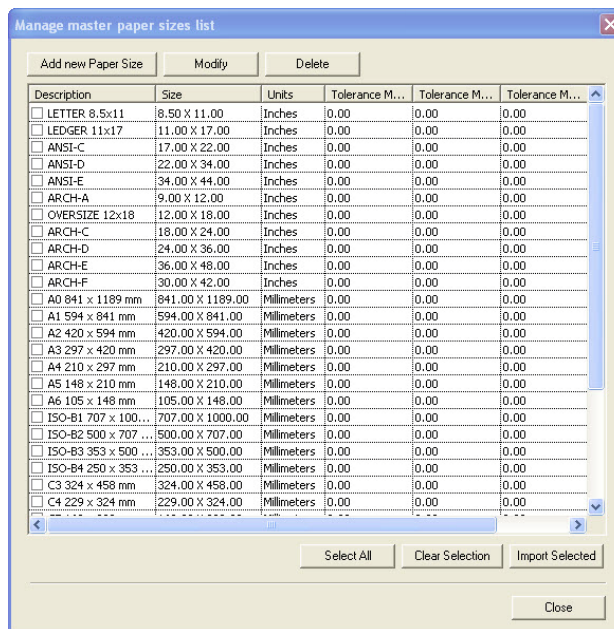 Manage master paper sizes list
Add new Paper Size Modify Delete
Description Size Units Tolerance M... Tolerance M... Tolerance M...
LETTER 8.5x11 8.50 X 11.00 Inches 0.00 0.00 0.00
LEDGER 11x17 11.00 X 17.00 Inches 0.00 0.00 0.00
ANSI-C 17.00 X 22.00 Inches 0.00 0.00 0.00
ANSI-D 22.00 X 34.00 Inches 0.00 0.00 0.00
ANSI-E 34.00 X 44.00 Inches 0.00 0.00 0.00
ARCH-A 9.00 X 12.00 Inches 0.00 0.00 0.00
OVERSIZE 12x18 12.00 X 18.00 Inches 0.00 0.00 0.00
ARCH-C 18.00 X 24.00 Inches 0.00 0.00 0.00
ARCH-D 24.00 X 36.00 Inches 0.00 0.00 0.00
ARCH-E 36.00 X 48.00 Inches 0.00 0.00 0.00
ARCH-F 30.00 X 42.00 Inches 0.00 0.00 0.00
A0 841 x 1189 mm 841.00 X 1189.00 Millimeters 0.00 0.00 0.00
A1 594 x 841 mm 594.00 X 841.00 Millimeters 0.00 0.00 0.00
A2 420 x 594 mm 420.00 X 594.00 Millimeters 0.00 0.00 0.00
A3 297 x 420 mm 297.00 X 420.00 Millimeters 0.00 0.00 0.00
A4 210 x 297 mm 210.00 X 297.00 Millimeters 0.00 0.00 0.00
A5 148 x 210 mm 148.00 X 210.00 Millimeters 0.00 0.00 0.00
A6 105 x 148 mm 105.00 X 148.00 Millimeters 0.00 0.00 0.00
ISO-B1 707 x 100... 707.00 X 1000.00 Millimeters 0.00 0.00 0.00
ISO-B2 500 x 707 ... 500.00 X 707.00 Millimeters 0.00 0.00 0.00
ISO-B3 353 x 500 ... 353.00 X 500.00 Millimeters 0.00 0.00 0.00
ISO-B4 250 x 353 ... 250.00 X 353.00 Millimeters 0.00 0.00 0.00
C3 324 x 458 mm 324.00 X 458.00 Millimeters 0.00 0.00 0.00
C4 229 x 324 mm 229.00 X 324.00 Millimeters 0.00 0.00 0.00
Select All Clear Selection Import Selected
Close